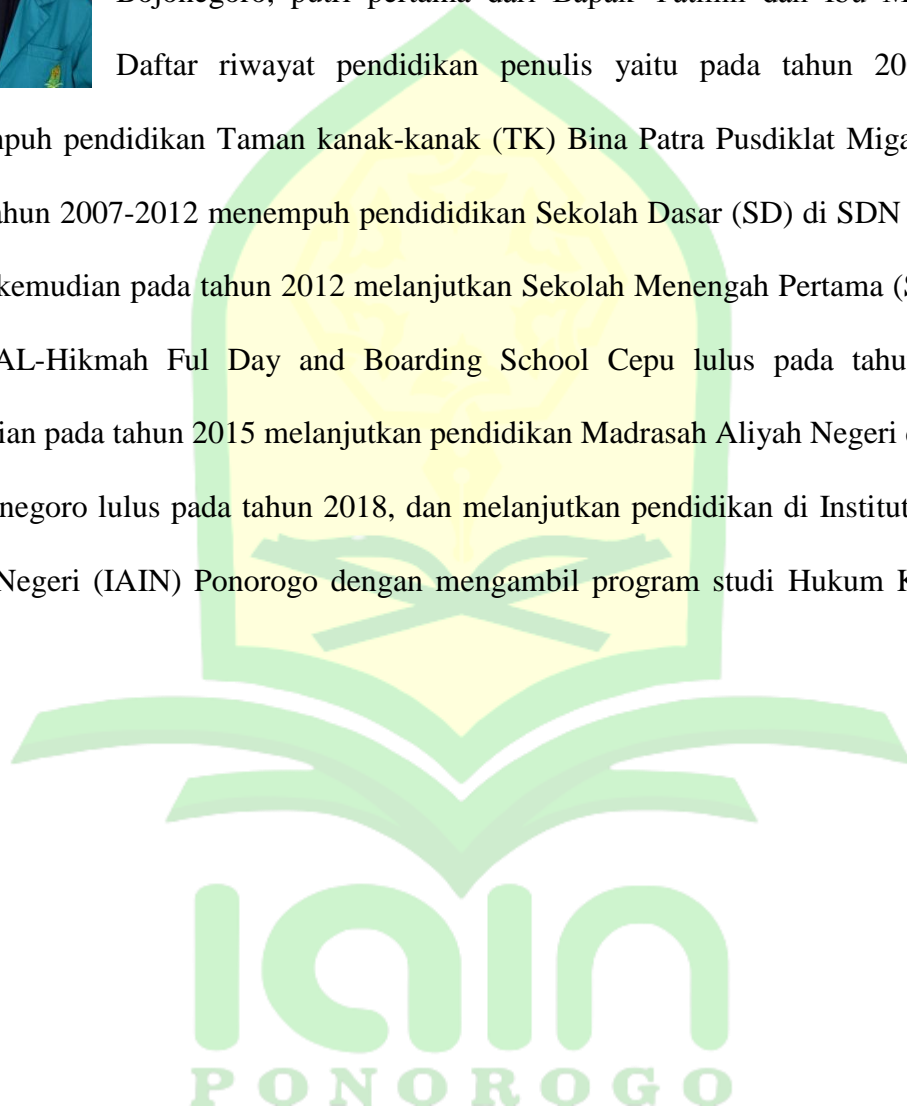 putri pertama dari Bapak
dan Ibu
Daftar riwayat pendidikan penulis yaitu pada tahun 20
npuh pendidikan Taman kanak-kanak (TK) Bina Patra Pusdiklat Miga
ahun 2007-2012 menempuh pendididikan Sekolah Dasar (SD) di SDN
kemudian pada tahun 2012 melanjutkan Sekolah Menengah Pertama (S
AL-Hikmah Ful Day and Boarding School Cepu lulus pada tahu
ian pada tahun 2015 melanjutkan pendidikan Madrasah Aliyah Negeri
negoro lulus pada tahun 2018, dan melanjutkan pendidikan di Institut
Negeri (IAIN) Ponorogo dengan mengambil program studi Hukum K
iain
PONOROGO